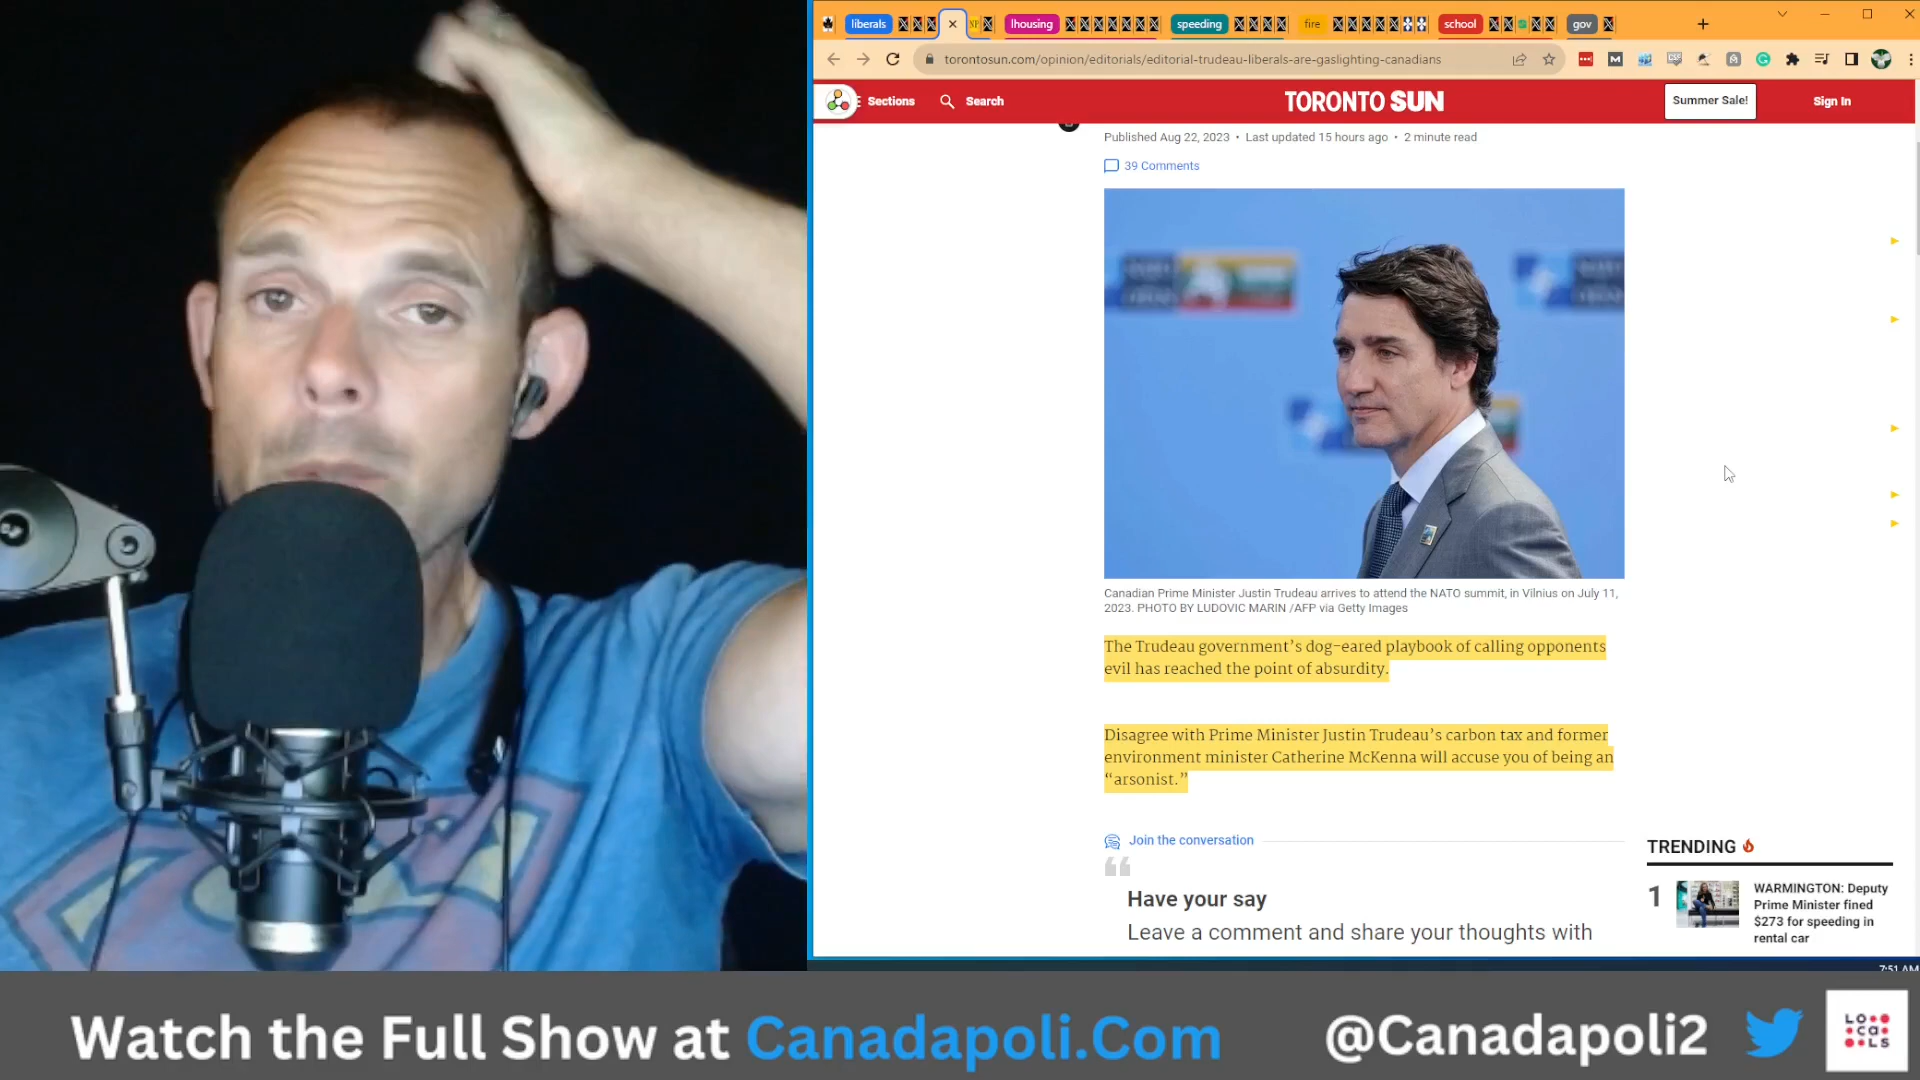 liberals
lhousing
speeding
fire
school
gov
torontosun.com/opinion/editorials/editorial-trudeau-liberals-are-gaslighting-canadians
Sections
Search
TORONTO SUN
Summer Sale!
Sign In
Published Aug 22, 2023 • Last updated 15 hours ago • 2 minute read
39 Comments
Canadian Prime Minister Justin Trudeau arrives to attend the NATO summit, in Vilnius on July 11,
2023. PHOTO BY LUDOVIC MARIN /AFP via Getty Images
The Trudeau government’s dog-eared playbook of calling opponents
evil has reached the point of absurdity.
Disagree with Prime Minister Justin Trudeau’s carbon tax and former
environment minister Catherine McKenna will accuse you of being an
“arsonist.”
Join the conversation
Have your say
Leave a comment and share your thoughts with
TRENDING
1
WARMINGTON: Deputy
Prime Minister fined
$273 for speeding in
rental car
7:51 AM
Watch the Full Show at Canadapoli.Com
@Canadapoli2
LO
ca
LS